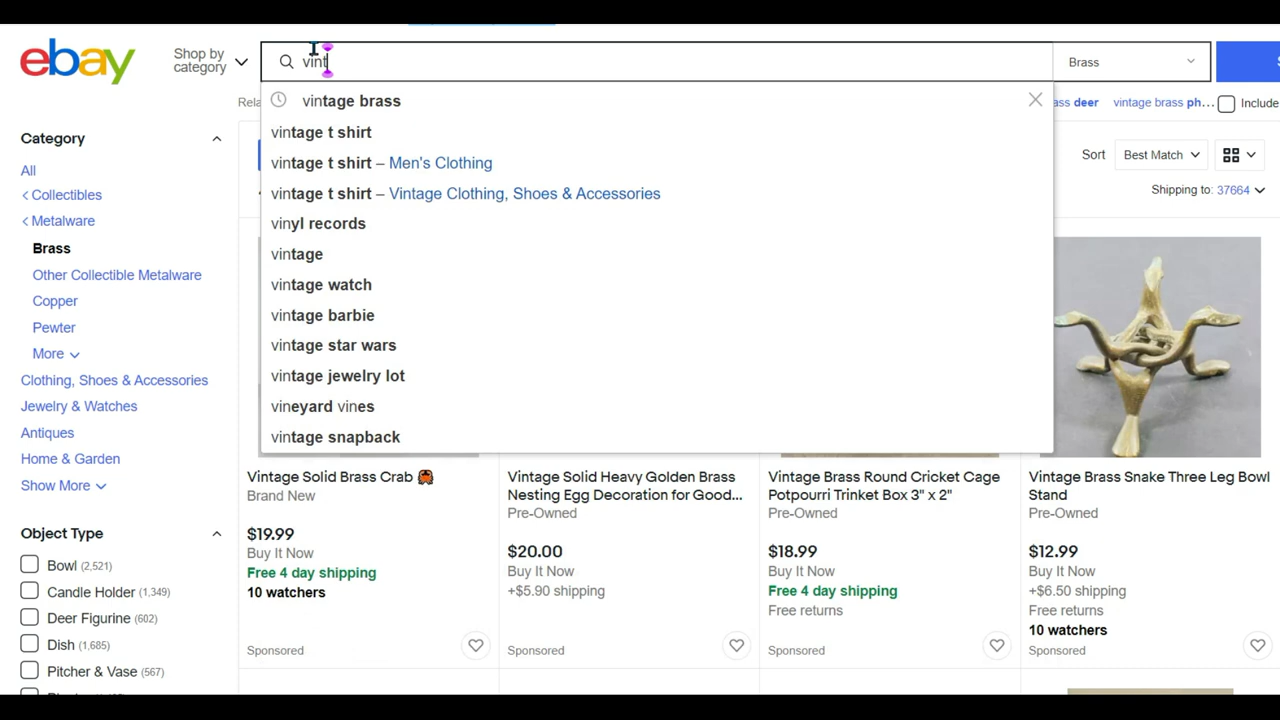 ebay
Shop by
category
vint
Brass
S
Rela
ass deer
vintage brass ph...
Include
vintage brass
vintage t shirt
vintage t shirt – Men's Clothing
vintage t shirt – Vintage Clothing, Shoes & Accessories
vinyl records
vintage
vintage watch
vintage barbie
vintage star wars
vintage jewelry lot
vineyard vines
vintage snapback
Sort
Best Match
Shipping to: 37664
Category
All
< Collectibles
< Metalware
Brass
Other Collectible Metalware
Copper
Pewter
More
Clothing, Shoes & Accessories
Jewelry & Watches
Antiques
Home & Garden
Show More
Object Type
Bowl (2,521)
Candle Holder (1,349)
Deer Figurine (602)
Dish (1,685)
Pitcher & Vase (567)
Vintage Solid Brass Crab 🦀
Brand New
$19.99
Buy It Now
Free 4 day shipping
10 watchers
Sponsored
Vintage Solid Heavy Golden Brass
Nesting Egg Decoration for Good...
Pre-Owned
$20.00
Buy It Now
+$5.90 shipping
Sponsored
Vintage Brass Round Cricket Cage
Potpourri Trinket Box 3" x 2"
Pre-Owned
$18.99
Buy It Now
Free 4 day shipping
Free returns
Sponsored
Vintage Brass Snake Three Leg Bowl
Stand
Pre-Owned
$12.99
Buy It Now
+$6.50 shipping
Free returns
10 watchers
Sponsored